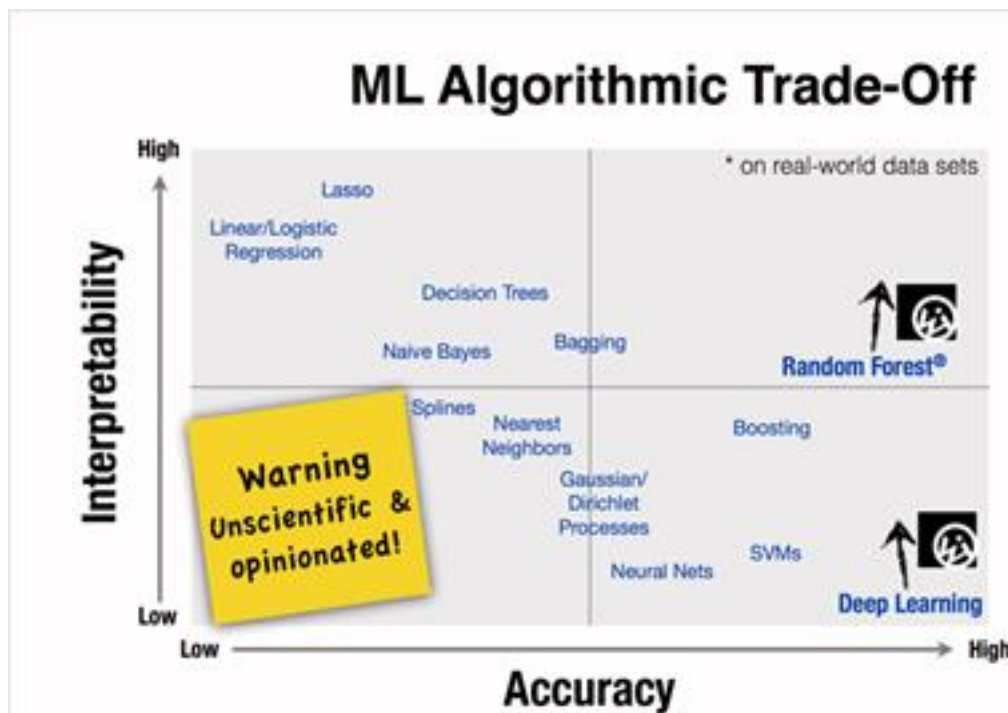 ML Algorithmic Trade-Off
High
* on real-world data sets
Lasso
Linear/Logistic
Regression
Decision Trees
Naive Bayes
Bagging
Random Forest®
Interpretability
Splines
Nearest
Neighbors
Boosting
Warning
Unscientific &
opinionated!
Gaussian/
Dirichlet
Processes
SVMs
Neural Nets
Deep Learning
Low
Low
High
Accuracy